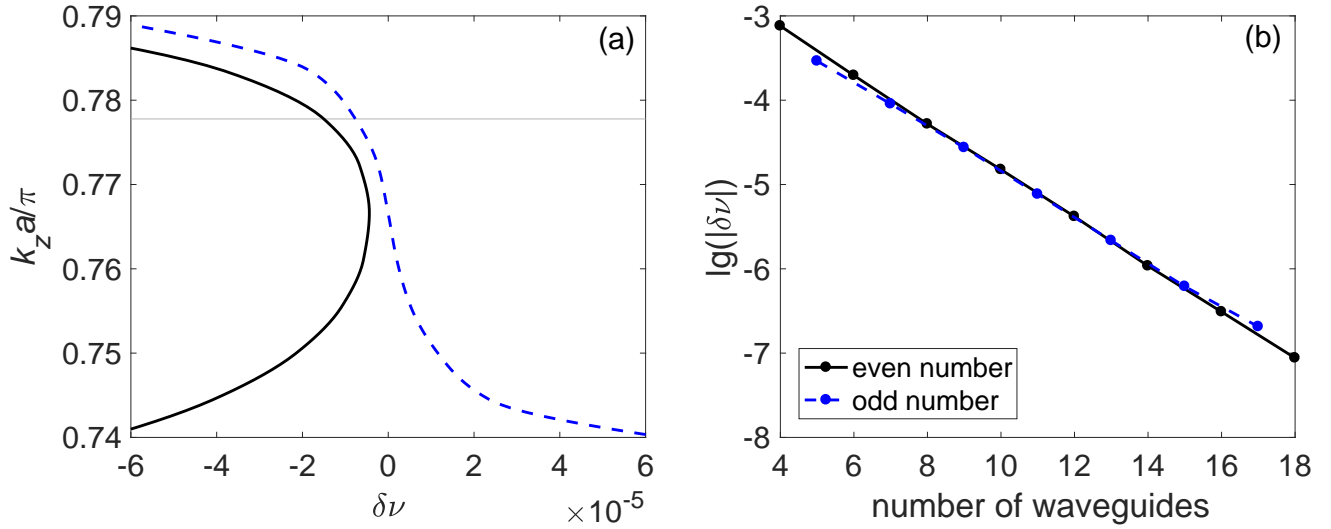 (a)
0.79
0.78
0.77
0.76
0.75
0.74
k_z a/π
-6 -4 -2 0 2 4 6
δν
×10^-5
(b)
-3
-4
-5
-6
-7
-8
lg(|δν|)
even number
odd number
4 6 8 10 12 14 16 18
number of waveguides